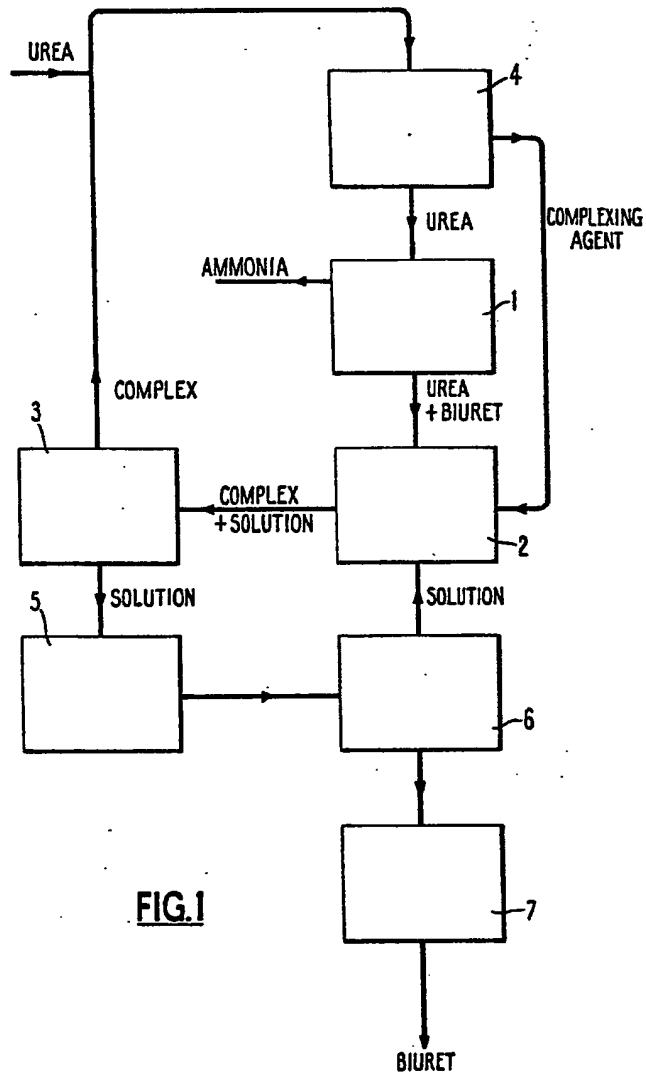 UREA
4
UREA
COMPLEXING
AGENT
AMMONIA
1
UREA
+BIURET
COMPLEX
3
COMPLEX
+SOLUTION
2
SOLUTION
SOLUTION
5
6
7
FIG.1
BIURET